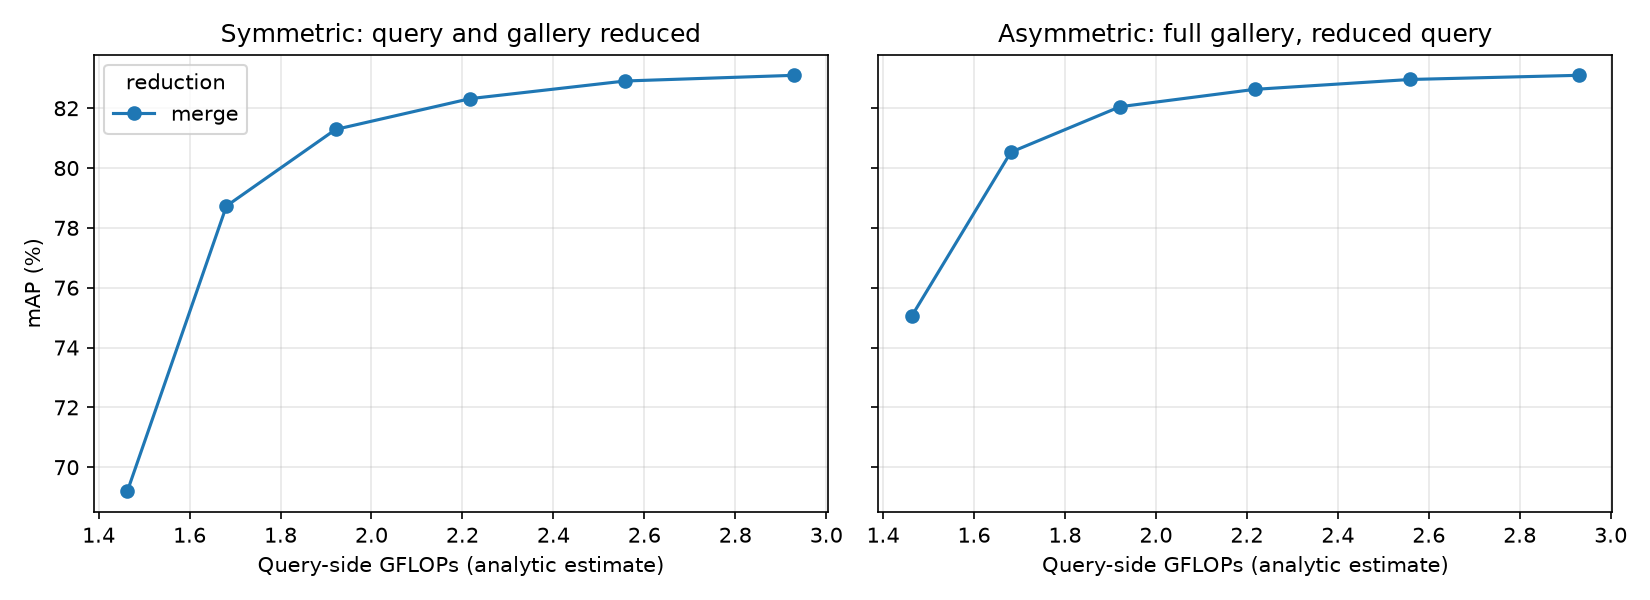 Symmetric: query and gallery reduced
reduction
merge
mAP (%)
82
80
78
76
74
72
70
1.4 1.6 1.8 2.0 2.2 2.4 2.6 2.8 3.0
Query-side GFLOPs (analytic estimate)
Asymmetric: full gallery, reduced query
1.4 1.6 1.8 2.0 2.2 2.4 2.6 2.8 3.0
Query-side GFLOPs (analytic estimate)